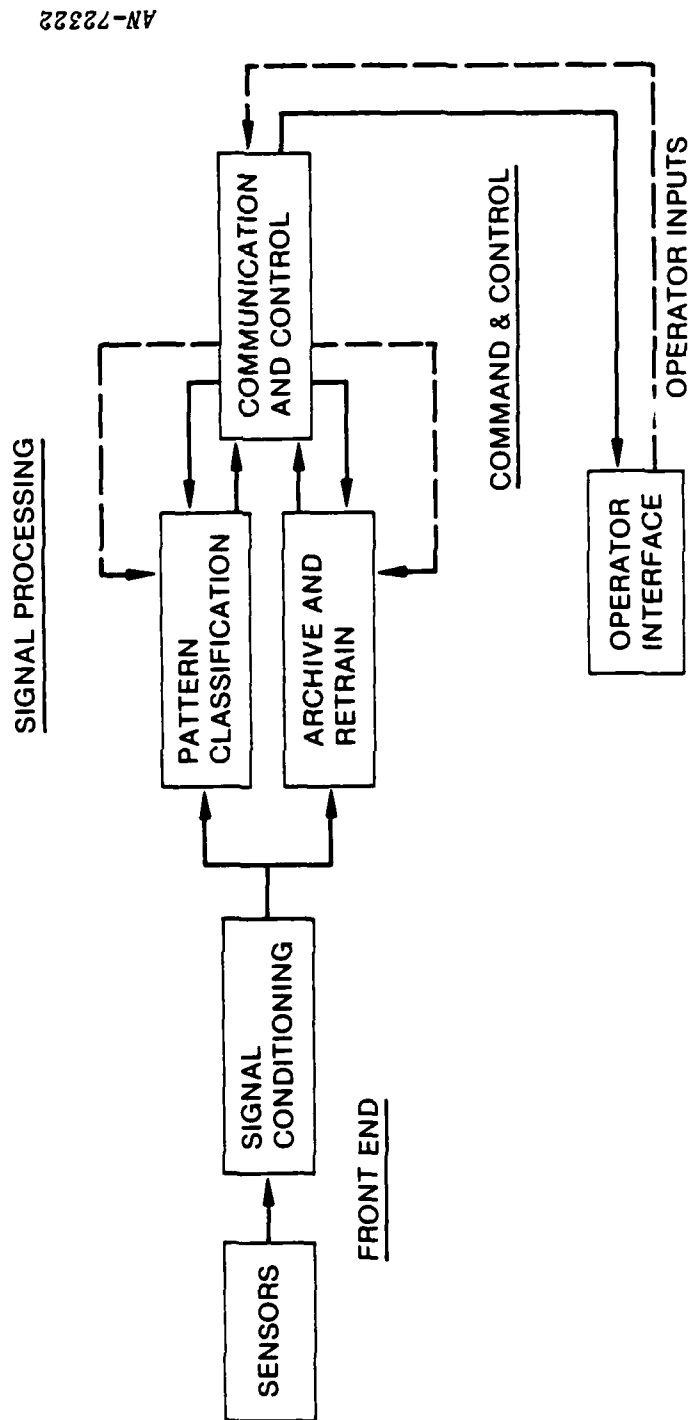 AN-72322
SIGNAL PROCESSING
PATTERN
CLASSIFICATION
COMMUNICATION
AND CONTROL
SENSORS
SIGNAL
CONDITIONING
ARCHIVE AND
RETRAIN
FRONT END
COMMAND & CONTROL
OPERATOR
INTERFACE
OPERATOR INPUTS